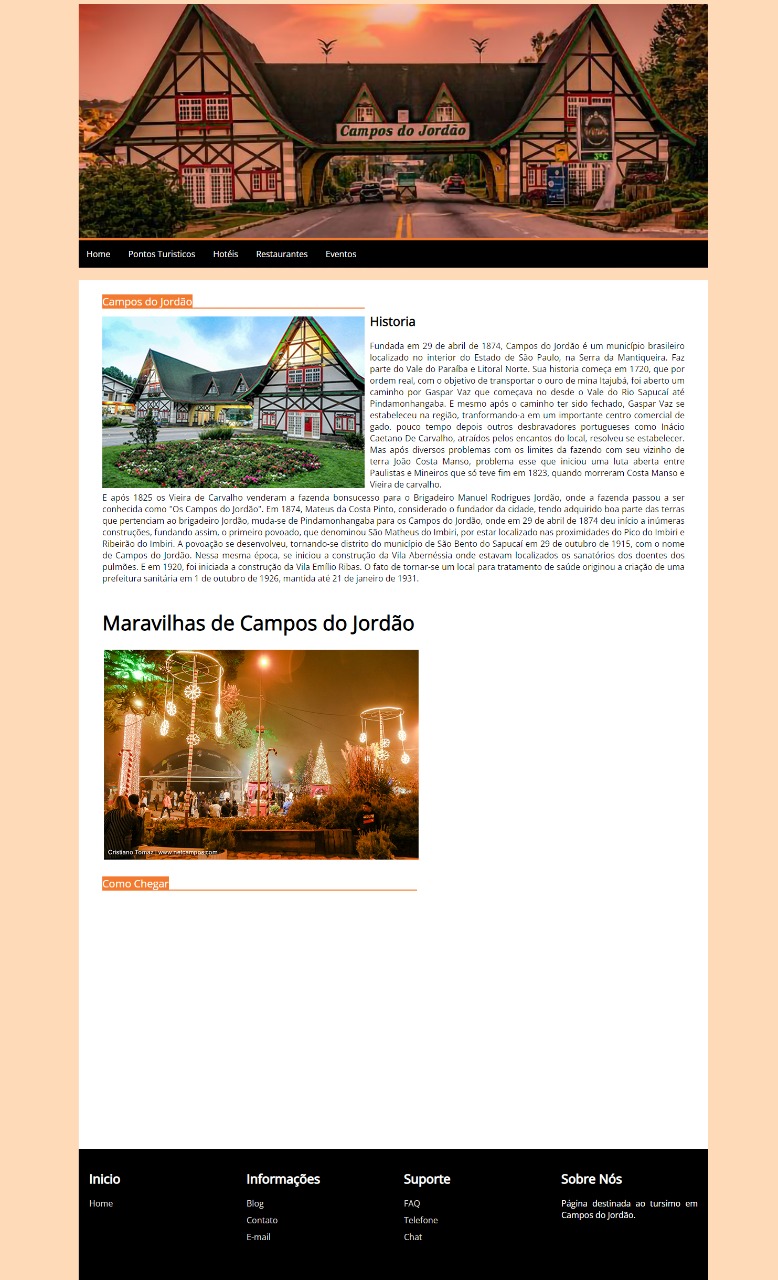 Campos do Jordão
3°C
Home Pontos Turisticos Hotéis Restaurantes Eventos
Campos do Jordão
Historia
Fundada em 29 de abril de 1874, Campos do Jordão é um município brasileiro
localizado no interior do Estado de São Paulo, na Serra da Mantiqueira. Faz
parte do Vale do Paraíba e Litoral Norte. Sua historia começa em 1720, que por
ordem real, com o objetivo de transportar o ouro de mina Itajubá, foi aberto um
caminho por Gaspar Vaz que começava no desde o Vale do Rio Sapucaí até
Pindamonhangaba. E mesmo após o caminho ter sido fechado, Gaspar Vaz se
estabeleceu na região, tranformando-a em um importante centro comercial de
gado. pouco tempo depois outros desbravadores portugueses como Inácio
Caetano De Carvalho, atraídos pelos encantos do local, resolveu se estabelecer.
Mas após diversos problemas com os limites da fazendo com seu vizinho de
terra João Costa Manso, problema esse que iniciou uma luta aberta entre
Paulistas e Mineiros que só teve fim em 1823, quando morreram Costa Manso e
Vieira de carvalho.
E após 1825 os Vieira de Carvalho venderam a fazenda bonsucesso para o Brigadeiro Manuel Rodrigues Jordão, onde a fazenda passou a ser
conhecida como "Os Campos do Jordão". Em 1874, Mateus da Costa Pinto, considerado o fundador da cidade, tendo adquirido boa parte das terras
que pertenciam ao brigadeiro Jordão, muda-se de Pindamonhangaba para os Campos do Jordão, onde em 29 de abril de 1874 deu início a inúmeras
construções, fundando assim, o primeiro povoado, que denominou São Matheus do Imbiri, por estar localizado nas proximidades do Pico do Imbiri e
Ribeirão do Imbiri. A povoação se desenvolveu, tornando-se distrito do município de São Bento do Sapucaí em 29 de outubro de 1915, com o nome
de Campos do Jordão. Nessa mesma época, se iniciou a construção da Vila Abernéssia onde estavam localizados os sanatórios dos doentes dos
pulmões. E em 1920, foi iniciada a construção da Vila Emílio Ribas. O fato de tornar-se um local para tratamento de saúde originou a criação de uma
prefeitura sanitária em 1 de outubro de 1926, mantida até 21 de janeiro de 1931.
Maravilhas de Campos do Jordão
Cristiano Tomaz - www.netcampos.com
Como Chegar
Inicio
Home
Informações
Blog
Contato
E-mail
Suporte
FAQ
Telefone
Chat
Sobre Nós
Página destinada ao tursimo em
Campos do Jordão.